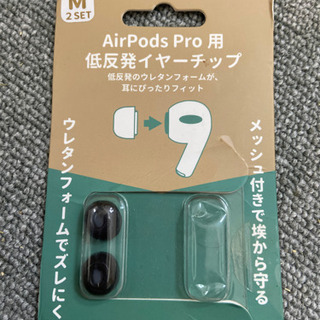 M
2 SET
AirPods Pro 用
低反発イヤーチップ
低反発のウレタンフォームが、
耳にぴったりフィット
メッシュ付きで埃から守る
ウレタンフォームでズレにく